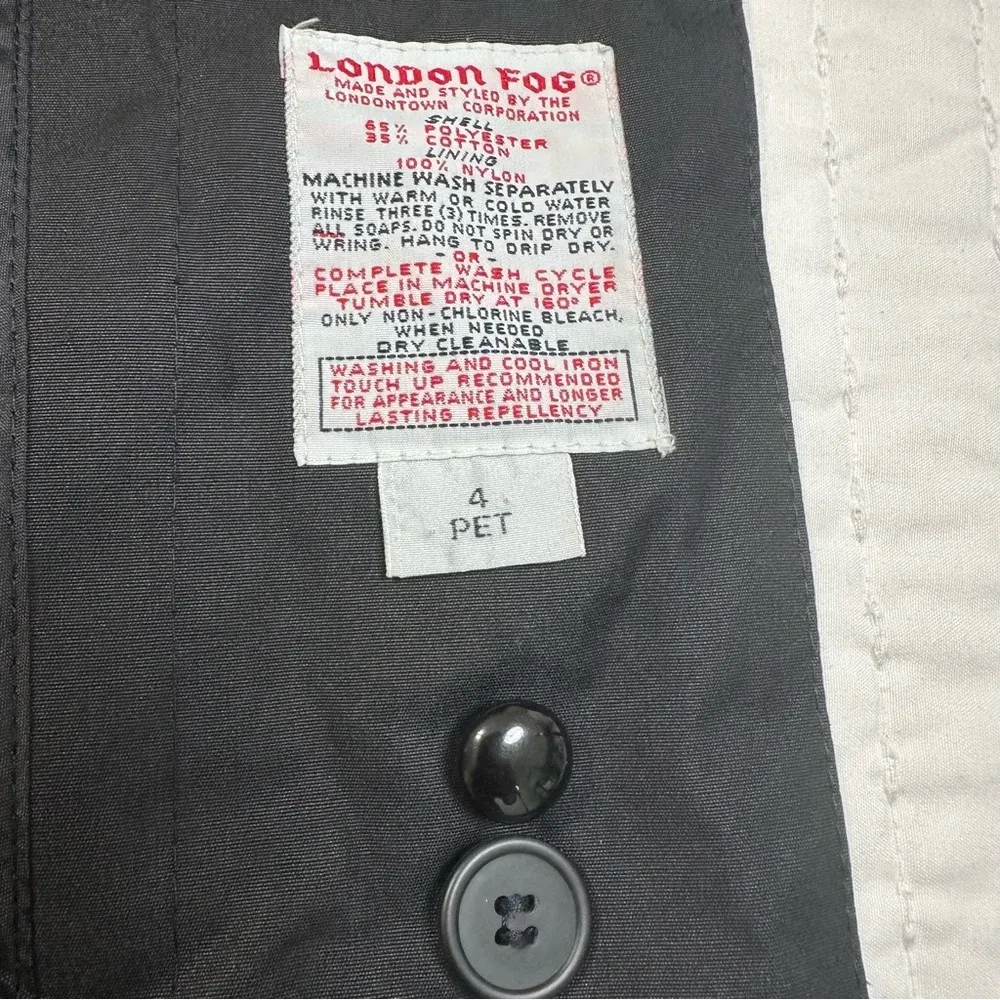 LONDON FOG®
MADE AND STYLED BY THE
LONDONTOWN CORPORATION
SHELL
65% POLYESTER
35% COTTON
LINING
100% NYLON
MACHINE WASH SEPARATELY
WITH WARM OR COLD WATER
RINSE THREE (3) TIMES. REMOVE
ALL SOAPS. DO NOT SPIN DRY OR
WRING. HANG TO DRIP DRY.
- OR -
COMPLETE WASH CYCLE
PLACE IN MACHINE DRYER
TUMBLE DRY AT 160° F
ONLY NON-CHLORINE BLEACH,
WHEN NEEDED
DRY CLEANABLE
WASHING AND COOL IRON
TOUCH UP RECOMMENDED
FOR APPEARANCE AND LONGER
LASTING REPELLENCY
4
PET